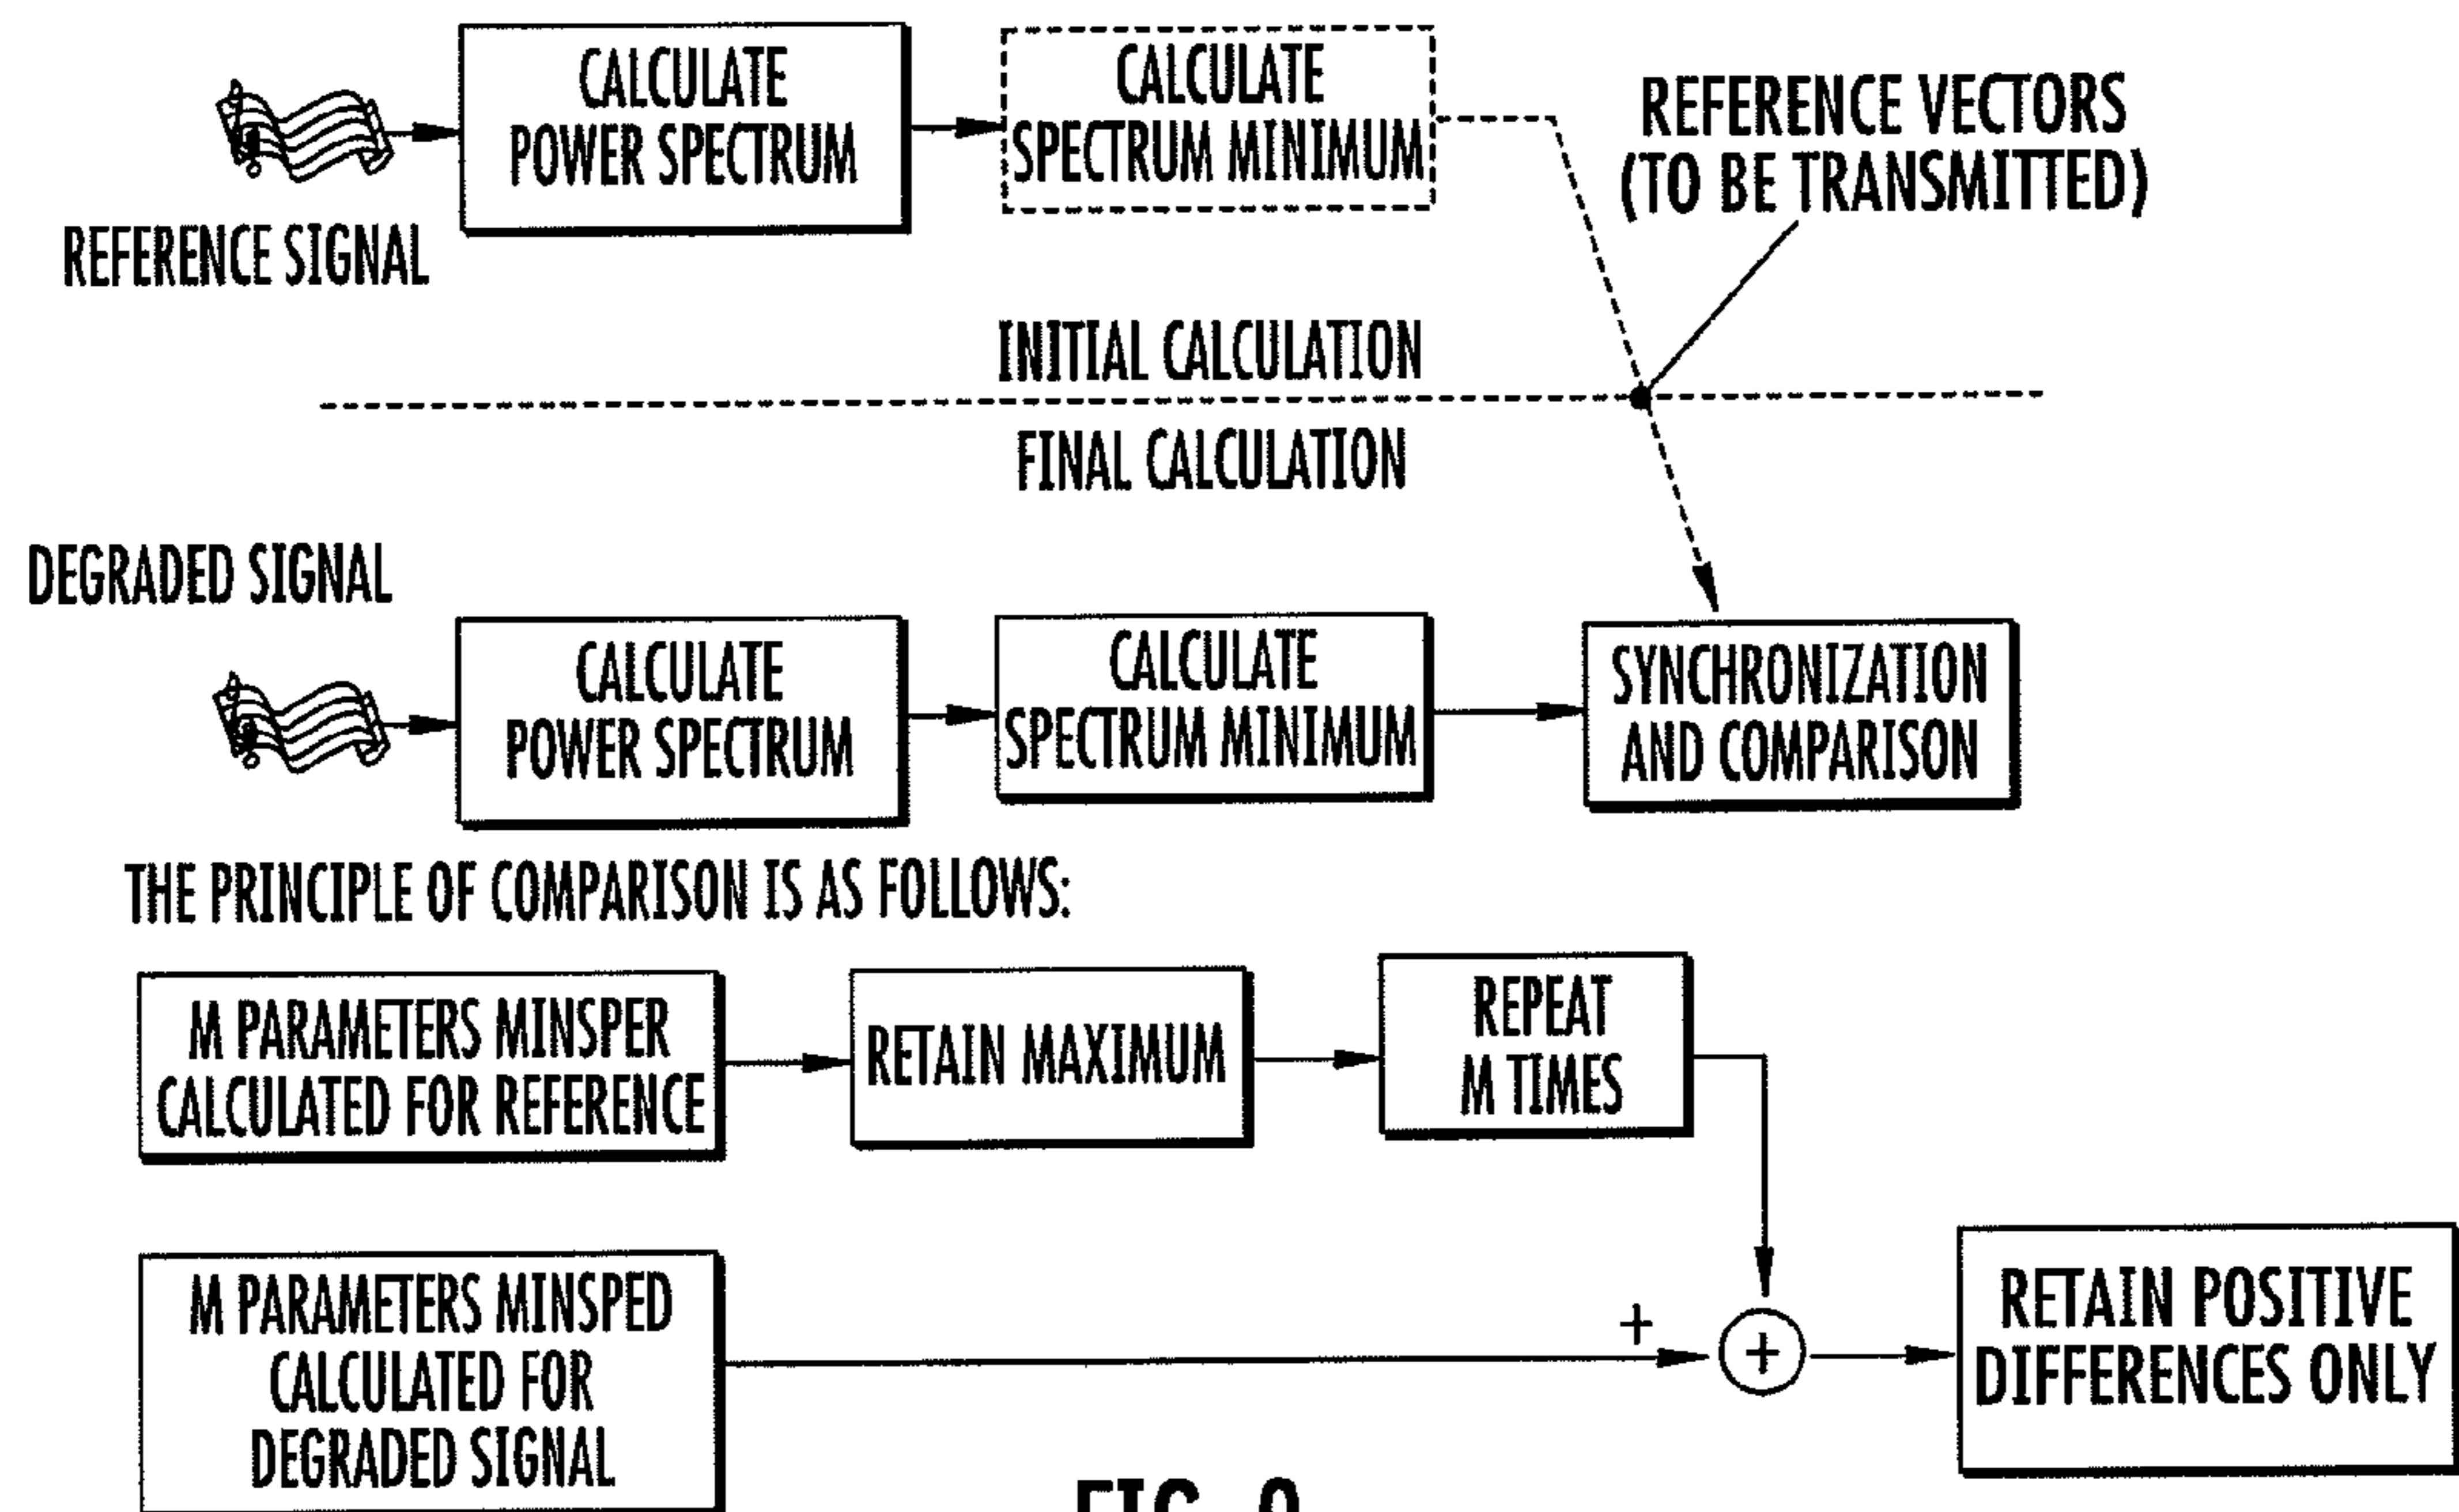 CALCULATE
POWER SPECTRUM
CALCULATE
SPECTRUM MINIMUM
REFERENCE VECTORS
(TO BE TRANSMITTED)
REFERENCE SIGNAL
INITIAL CALCULATION
FINAL CALCULATION
DEGRADED SIGNAL
CALCULATE
POWER SPECTRUM
CALCULATE
SPECTRUM MINIMUM
SYNCHRONIZATION
AND COMPARISON
THE PRINCIPLE OF COMPARISON IS AS FOLLOWS:
M PARAMETERS MINSPER
CALCULATED FOR REFERENCE
RETAIN MAXIMUM
REPEAT
M TIMES
M PARAMETERS MINSPED
CALCULATED FOR
DEGRADED SIGNAL
+
+
RETAIN POSITIVE
DIFFERENCES ONLY
FIG.